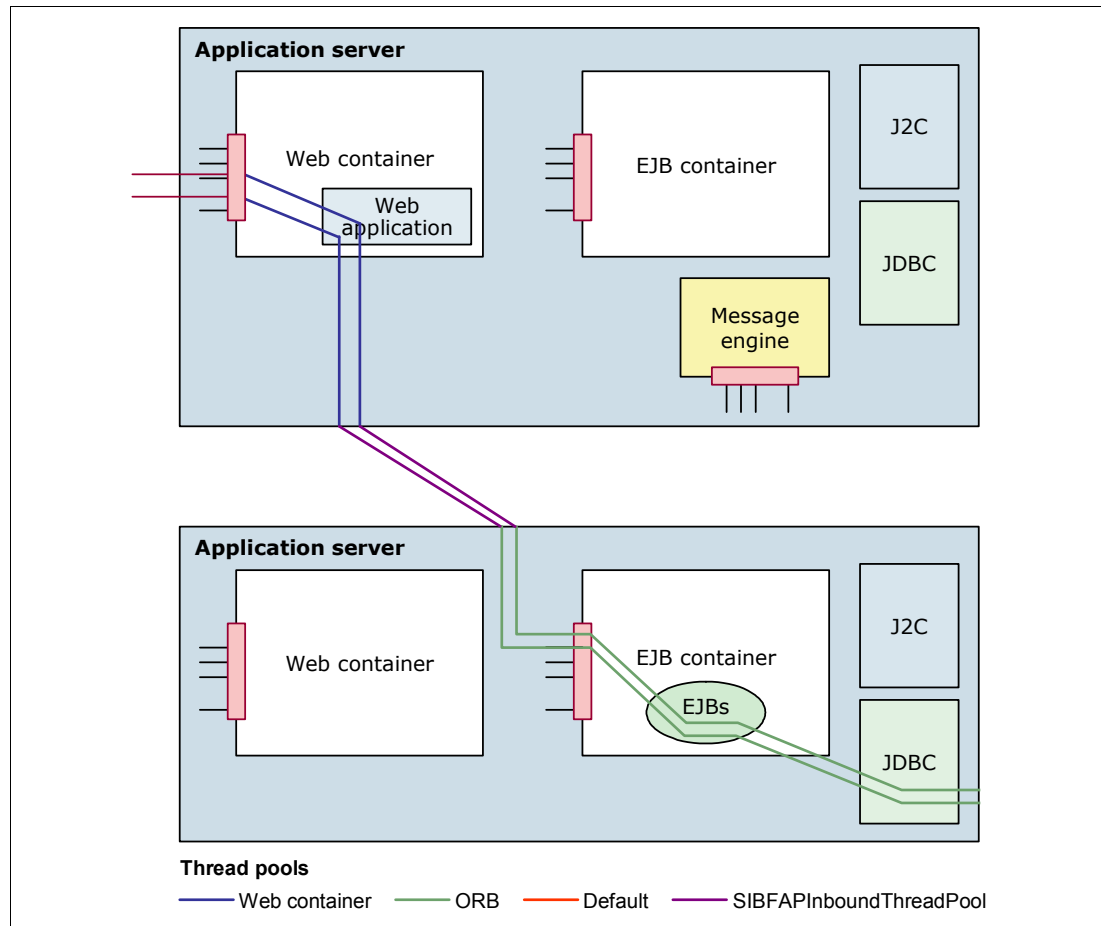 Application server
Web container
Web
application
EJB container
J2C
JDBC
Message
engine
Application server
Web container
EJB container
EJBs
J2C
JDBC
Thread pools
Web container
ORB
Default
SIBFAPInboundThreadPool